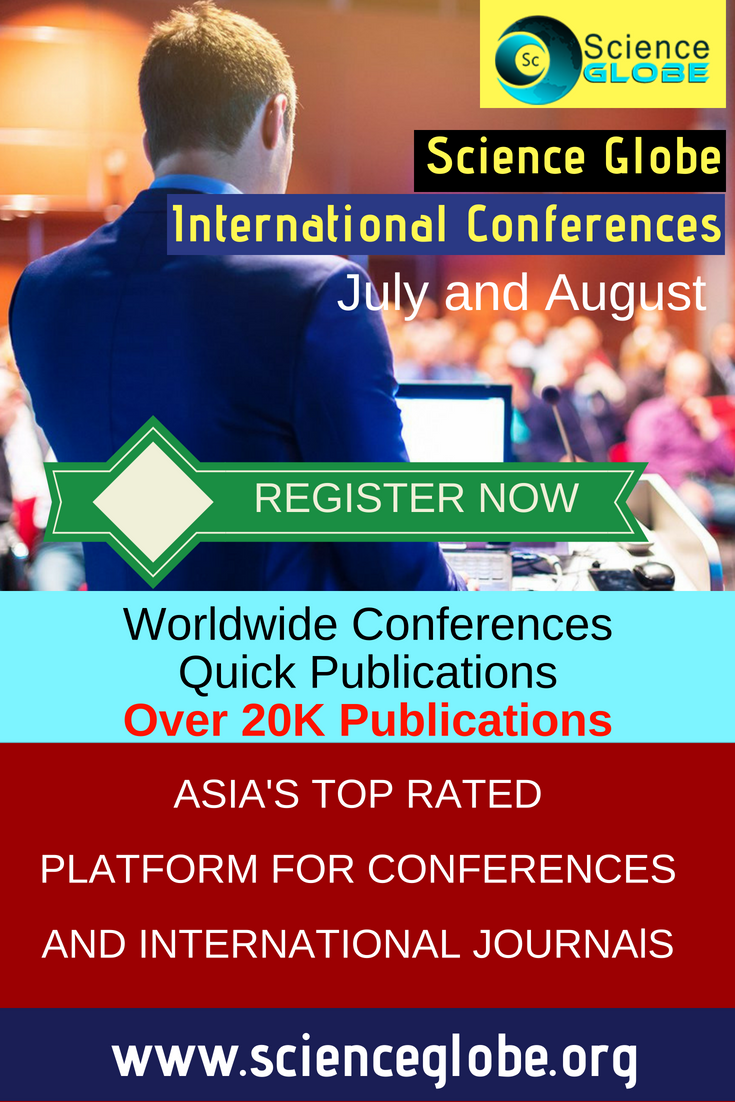 Sc
Science
GLOBE
Science Globe
International Conferences
July and August
REGISTER NOW
Worldwide Conferences
Quick Publications
Over 20K Publications
ASIA'S TOP RATED
PLATFORM FOR CONFERENCES
AND INTERNATIONAL JOURNAlS
www.scienceglobe.org